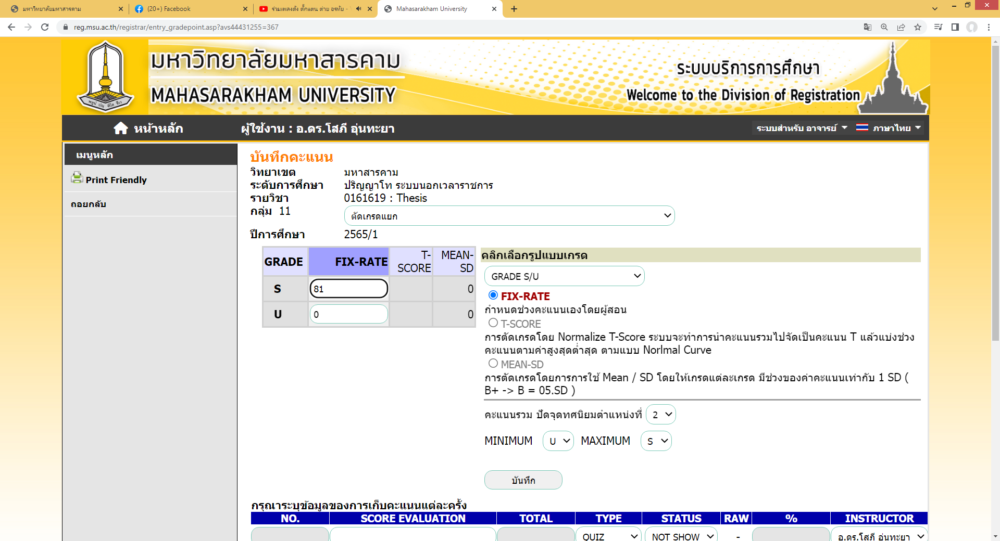 มหาวิทยาลัยมหาสารคาม
(20+) Facebook
ร่วมเพลงดัง ตั๊กแตน ต่าย อรทัย -
Mahasarakham University
reg.msu.ac.th/registrar/entry_gradepoint.asp?avs44431255=367
มหาวิทยาลัยมหาสารคาม
MAHASARAKHAM UNIVERSITY
ระบบบริการการศึกษา
Welcome to the Division of Registration
หน้าหลัก
ผู้ใช้งาน : อ.ดร.โสภี อุ่นทะยา
ระบบสำหรับ อาจารย์
ภาษาไทย
เมนูหลัก
Print Friendly
ถอยกลับ
บันทึกคะแนน
วิทยาเขต มหาสารคาม
ระดับการศึกษา ปริญญาโท ระบบนอกเวลาราชการ
รายวิชา 0161619 : Thesis
กลุ่ม 11 ตัดเกรดแยก
ปีการศึกษา 2565/1
GRADE FIX-RATE T-SCORE MEAN-SD
S 81 0
U 0 0
คลิกเลือกรูปแบบเกรด
GRADE S/U
FIX-RATE
กำหนดช่วงคะแนนเองโดยผู้สอน
T-SCORE
การตัดเกรดโดย Normalize T-Score ระบบจะทำการนำคะแนนรวมไปจัดเป็นคะแนน T แล้วแบ่งช่วง
คะแนนตามค่าสูงสุดต่ำสุด ตามแบบ Norlmal Curve
MEAN-SD
การตัดเกรดโดยการการใช้ Mean / SD โดยให้เกรดแต่ละเกรด มีช่วงของค่าคะแนนเท่ากับ 1 SD (
B+ -> B = 05.SD )
คะแนนรวม ปัดจุดทศนิยมตำแหน่งที่ 2
MINIMUM U MAXIMUM S
บันทึก
กรุณาระบุข้อมูลของการเก็บคะแนนแต่ละครั้ง
NO. SCORE EVALUATION TOTAL TYPE STATUS RAW % INSTRUCTOR
QUIZ NOT SHOW - อ.ดร.โสภี อุ่นทะยา